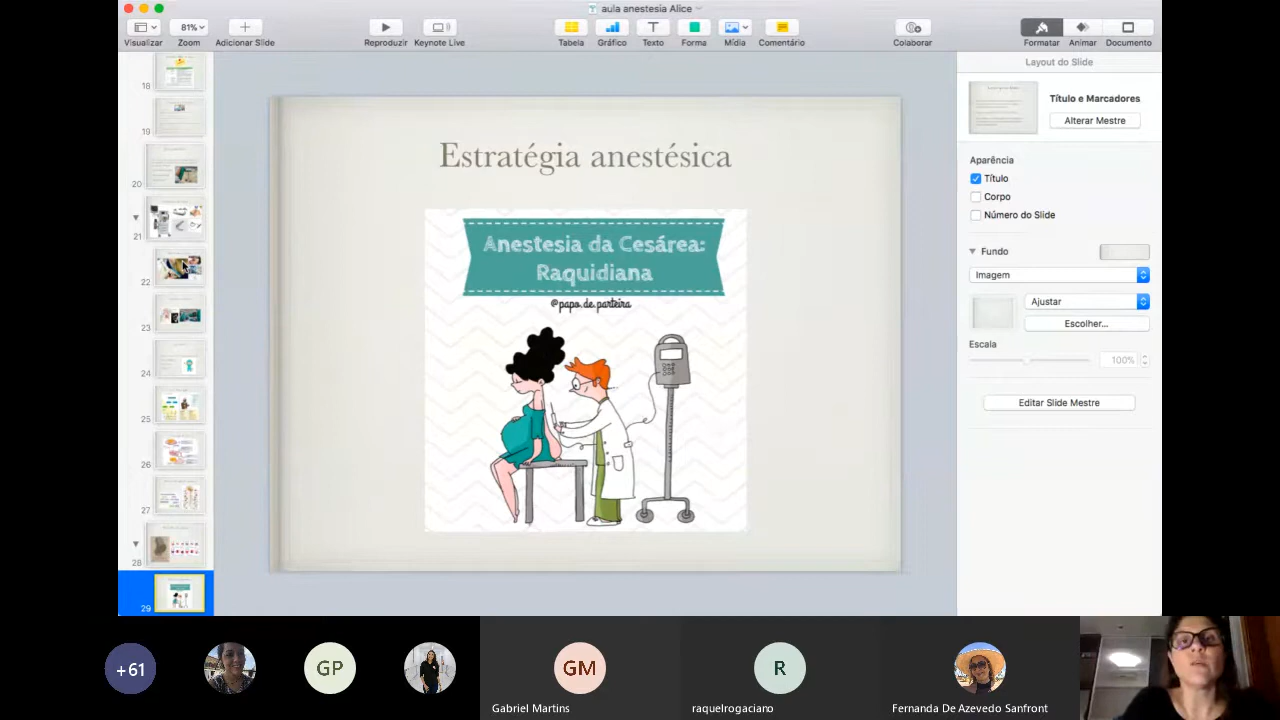 aula anestesia Alice
81%
Visualizar
Zoom
Adicionar Slide
Reproduzir
Keynote Live
Tabela
Gráfico
Texto
Forma
Mídia
Comentário
Colaborar
Formatar
Animar
Documento
18
19
20
21
22
23
24
25
26
27
28
29
Estratégia anestésica
Anestesia da Cesárea:
Raquidiana
@papo.de.parteira
Layout do Slide
Título e Marcadores
Alterar Mestre
Aparência
Título
Corpo
Número do Slide
Fundo
Imagem
Ajustar
Escolher...
Escala
100%
Editar Slide Mestre
+61
GP
GM
Gabriel Martins
R
raquelrogaciano
Fernanda De Azevedo Sanfront